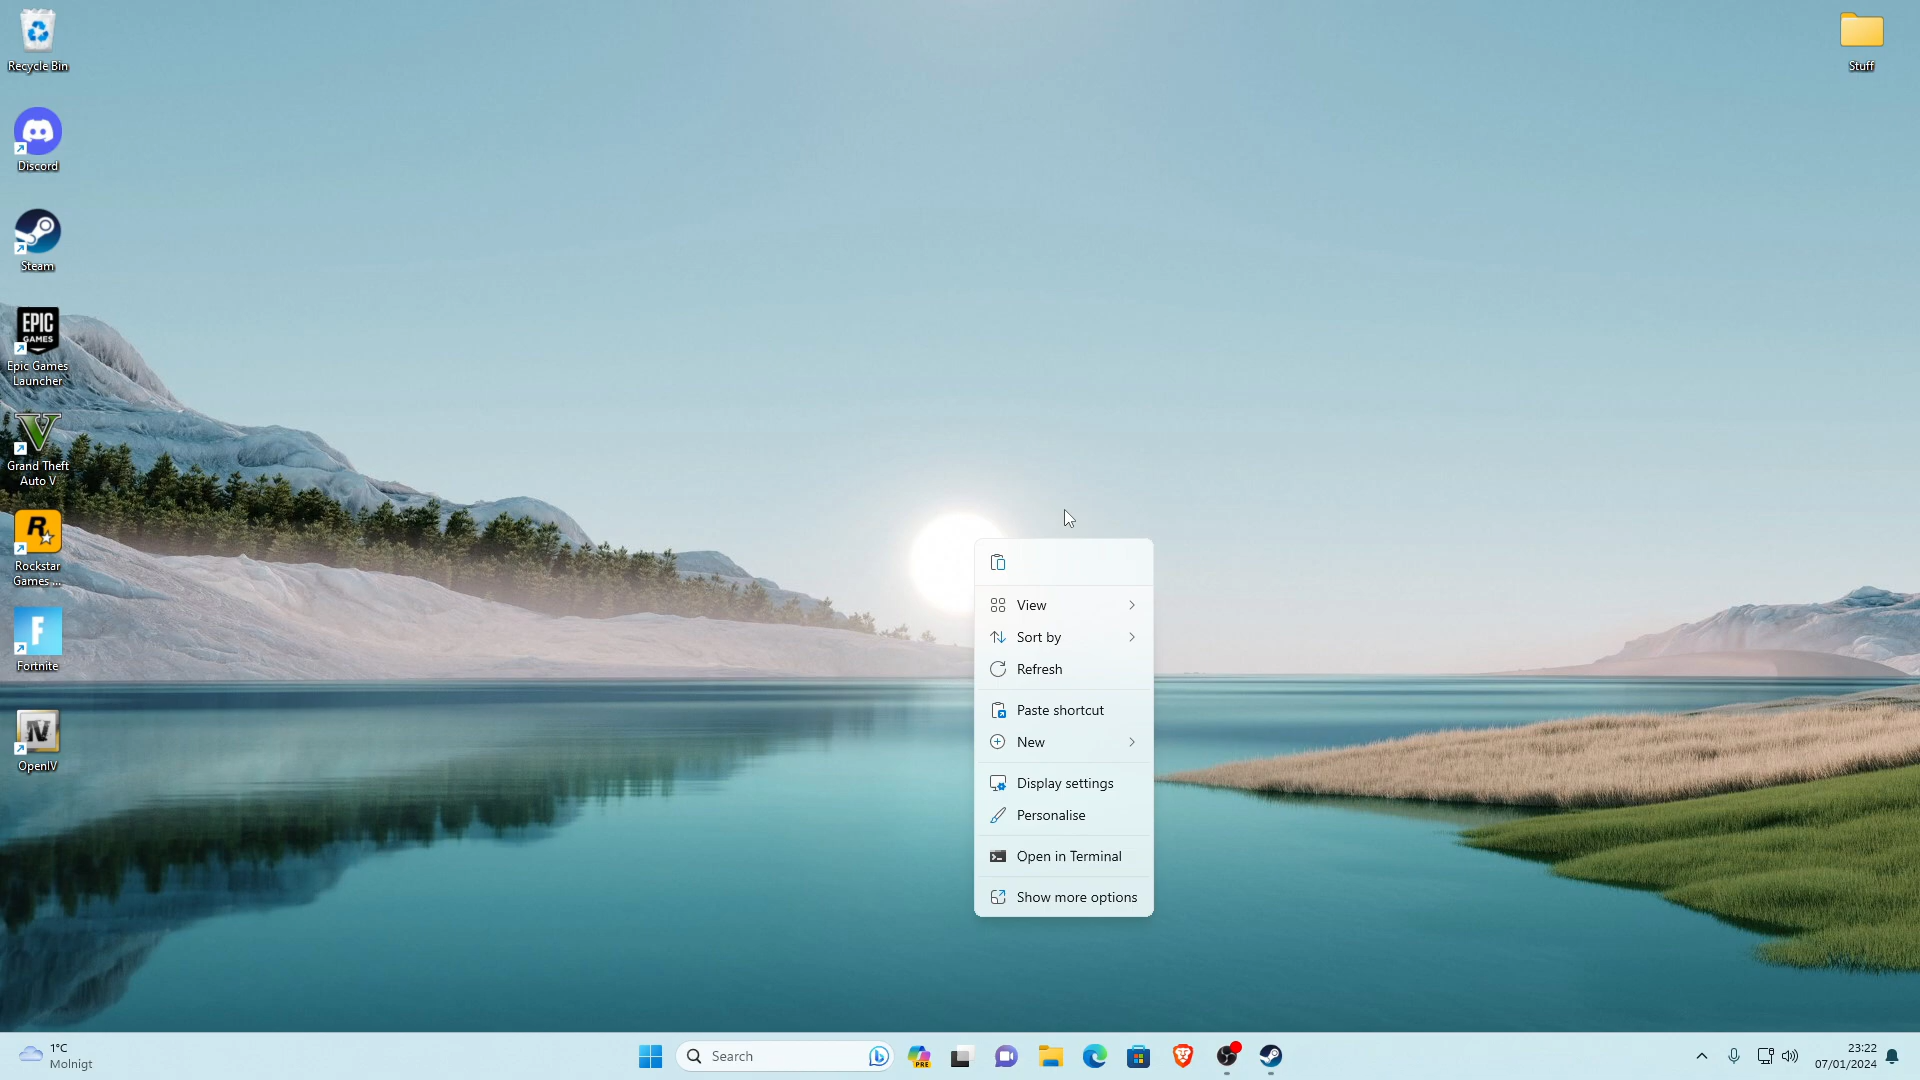 Recycle Bin
Stuff
Discord
Steam
EPIC
GAMES
Epic Games
Launcher
V
Grand Theft
Auto V
R
Rockstar
Games ...
F
Fortnite
IV
OpenIV
View
Sort by
Refresh
Paste shortcut
New
Display settings
Personalise
Open in Terminal
Show more options
1°C
Molnigt
Search
b
PRE
23:22
07/01/2024